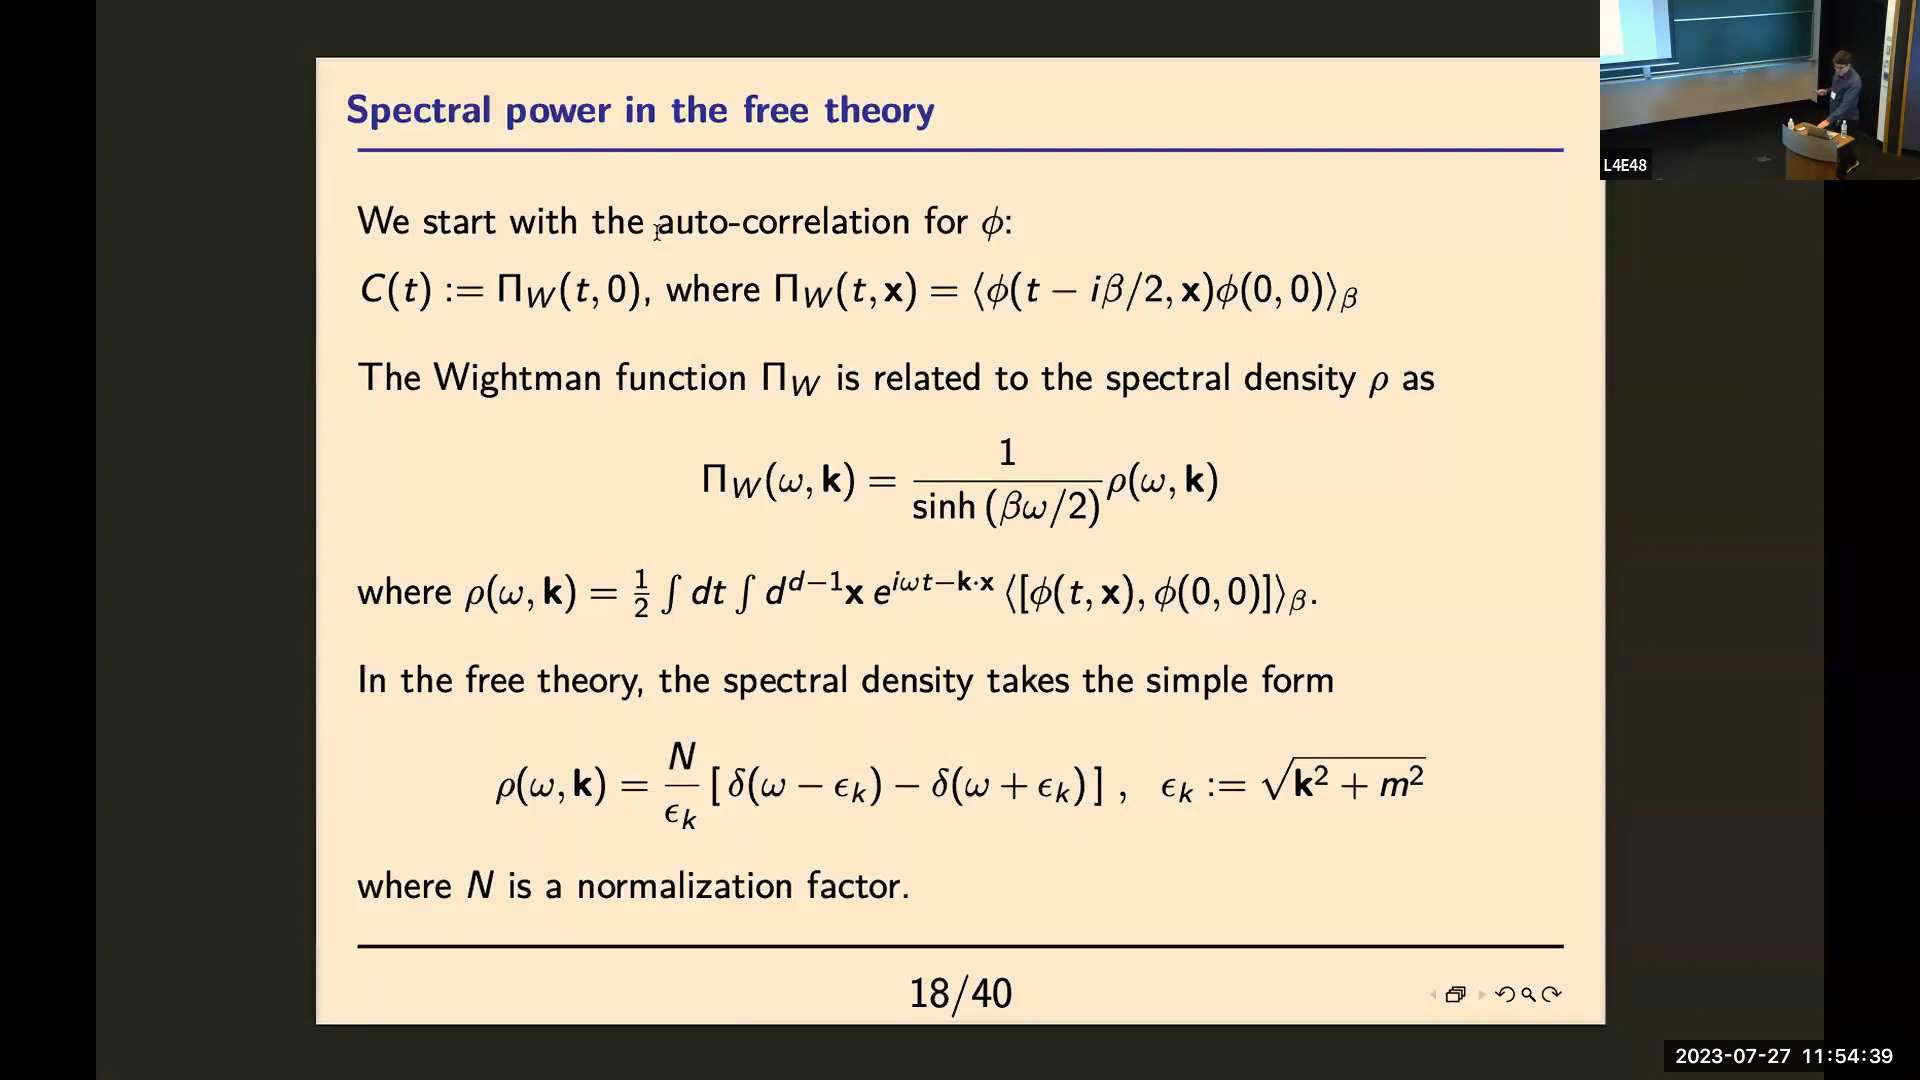 Spectral power in the free theory
L4E48
We start with the auto-correlation for ϕ:
C(t) := Π_W(t, 0), where Π_W(t, 𝐱) = ⟨ϕ(t − iβ/2, 𝐱)ϕ(0, 0)⟩_β
The Wightman function Π_W is related to the spectral density ρ as
Π_W(ω, 𝐤) = 1 / sinh (βω/2) ρ(ω, 𝐤)
where ρ(ω, 𝐤) = ½ ∫ dt ∫ d^{d−1}𝐱 e^{iωt−𝐤·𝐱} ⟨[ϕ(t, 𝐱), ϕ(0, 0)]⟩_β.
In the free theory, the spectral density takes the simple form
ρ(ω, 𝐤) = N/ϵ_k [ δ(ω − ϵ_k) − δ(ω + ϵ_k)] , ϵ_k := √(𝐤² + m²)
where N is a normalization factor.
18/40
2023-07-27 11:54:39